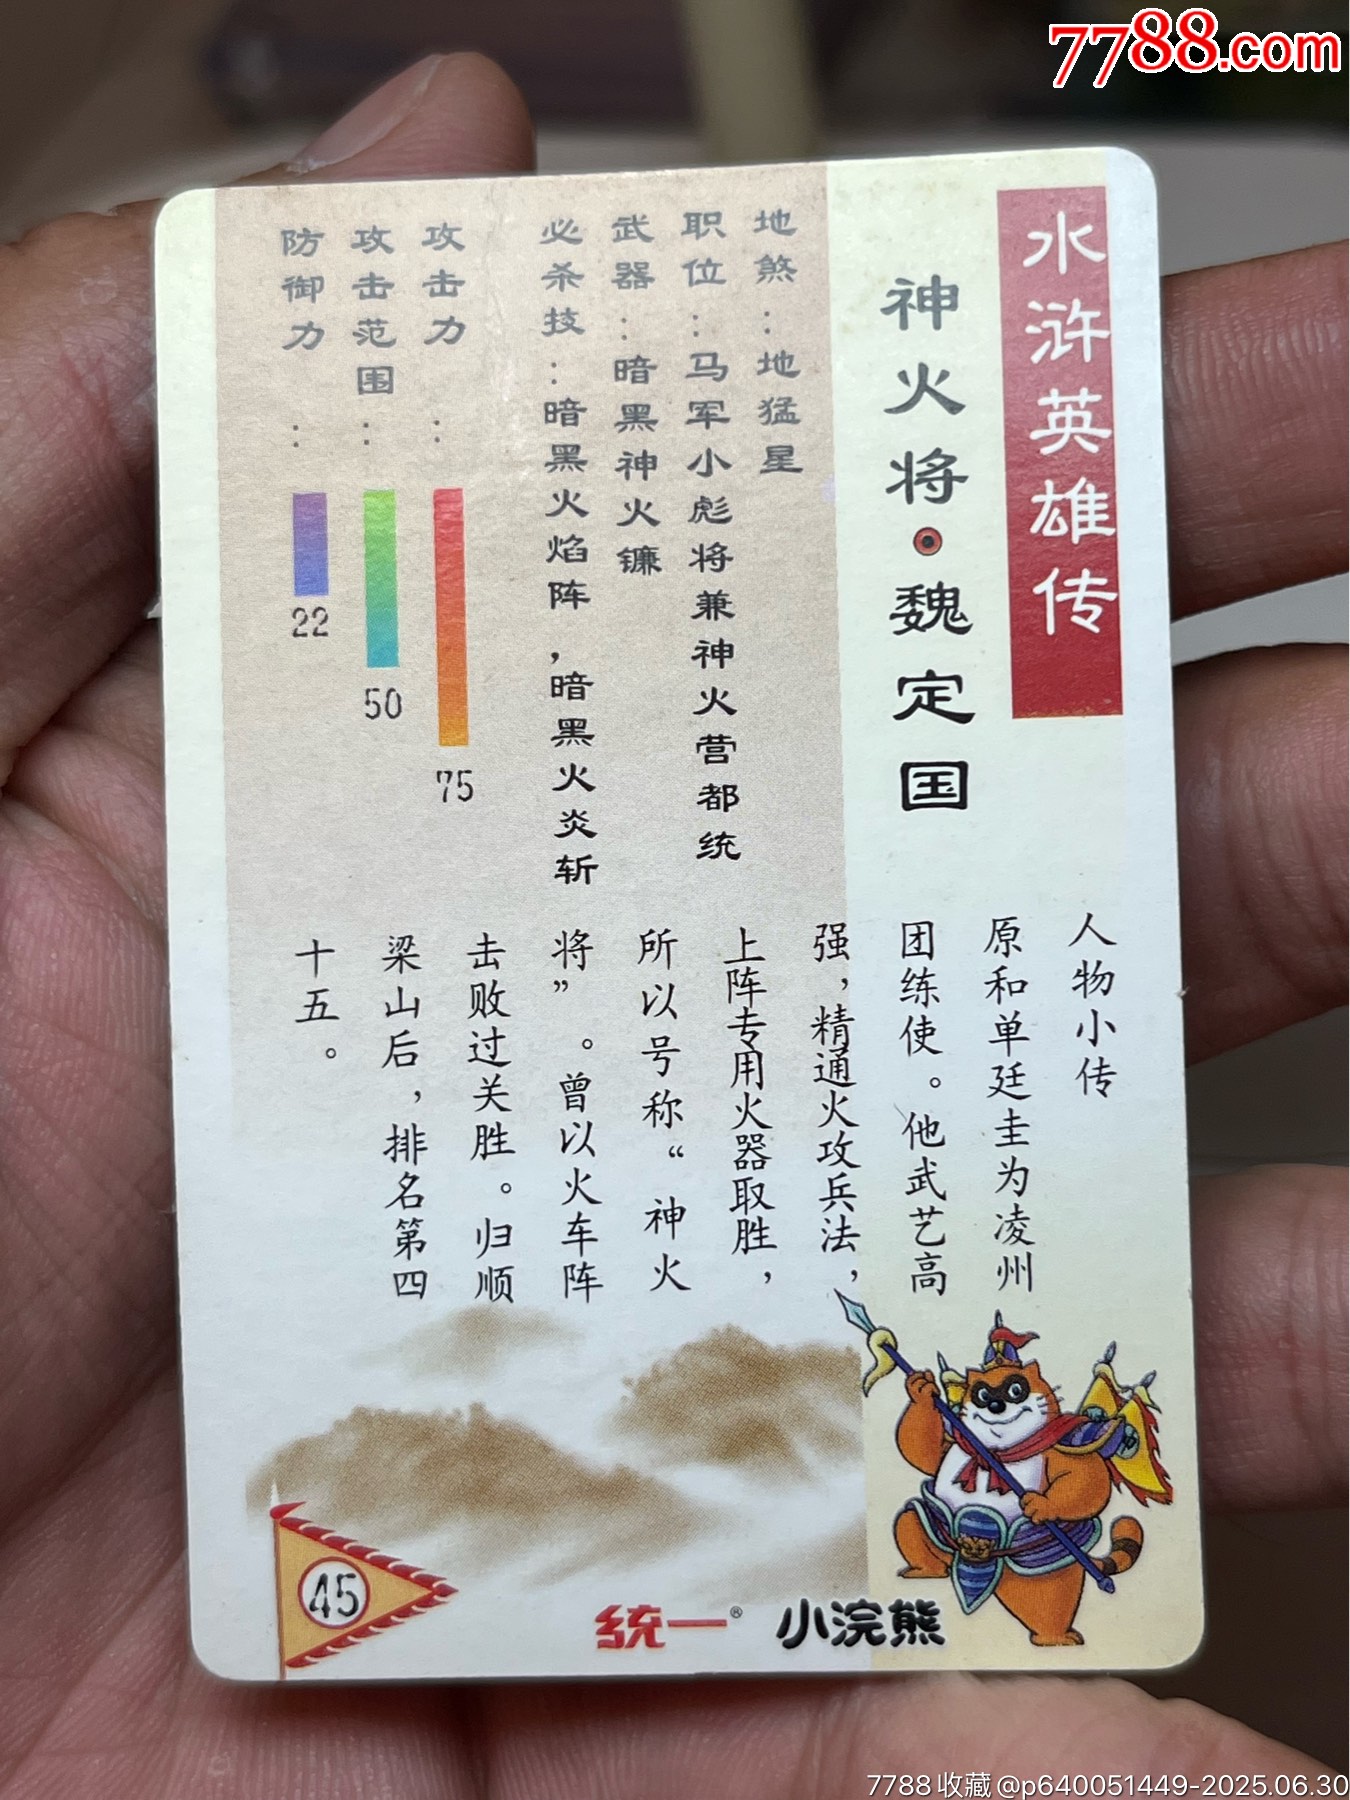 7788.com
水浒英雄传
神火将·魏定国
地煞：地猛星
职位：马军小彪将兼神火营都统
武器：暗黑神火镰
必杀技：暗黑火焰阵，暗黑火炎斩
攻击力：75
攻击范围：50
防御力：22
人物小传
原和单廷圭为凌州
团练使。他武艺高
强，精通火攻兵法，
上阵专用火器取胜，
所以号称“神火
将”。曾以火车阵
击败过关胜。归顺
梁山后，排名第四
十五。
45
统一® 小浣熊
7788收藏@p640051449-2025.06.30